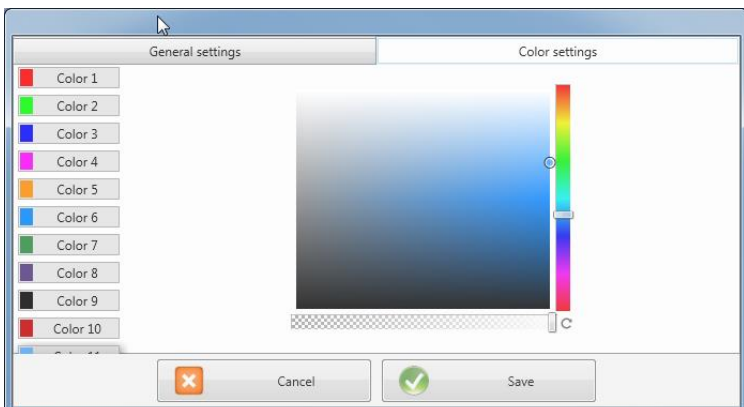 General settings
Color settings
Color 1
Color 2
Color 3
Color 4
Color 5
Color 6
Color 7
Color 8
Color 9
Color 10
Cancel
Save